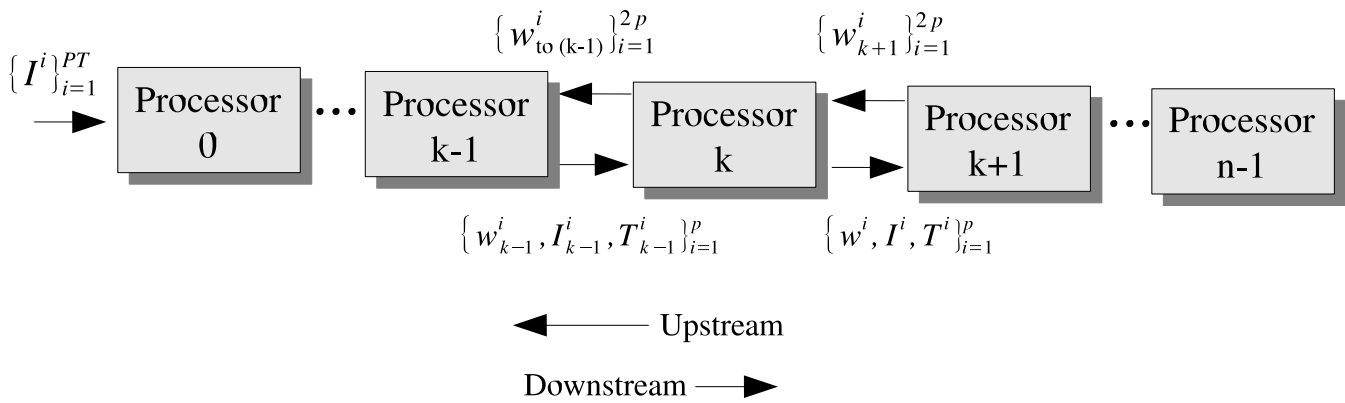 {w^i_{to (k-1)}}^{2p}_{i=1}
{w^i_{k+1}}^{2p}_{i=1}
{I^i}^{PT}_{i=1}
Processor 0
...
Processor k-1
Processor k
Processor k+1
...
Processor n-1
{w^i_{k-1}, I^i_{k-1}, T^i_{k-1}}^p_{i=1}
{w^i, I^i, T^i}^p_{i=1}
Upstream
Downstream